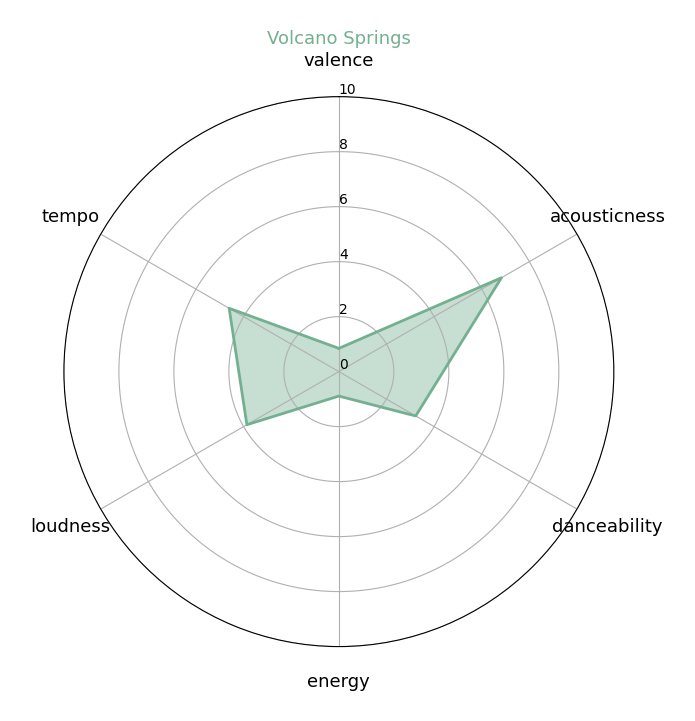 Volcano Springs
valence
10
8
6
4
2
0
tempo
acousticness
loudness
danceability
energy